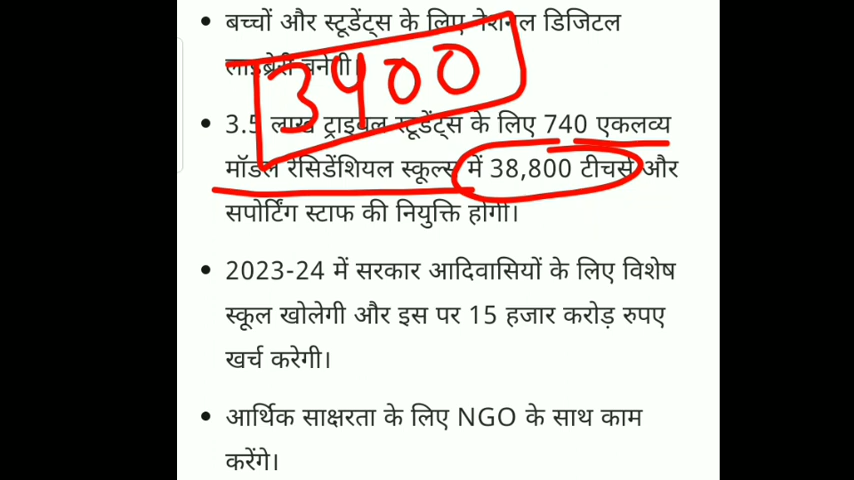 बच्चों और स्टूडेंट्स के लिए नेशनल डिजिटल
लाइब्रेरी बनेगी।
3400
3.5 लाख ट्राइबल स्टूडेंट्स के लिए 740 एकलव्य
मॉडल रेसिडेंशियल स्कूल्स में 38,800 टीचर्स और
सपोर्टिंग स्टाफ की नियुक्ति होगी।
2023-24 में सरकार आदिवासियों के लिए विशेष
स्कूल खोलेगी और इस पर 15 हजार करोड़ रुपए
खर्च करेगी।
आर्थिक साक्षरता के लिए NGO के साथ काम
करेंगे।